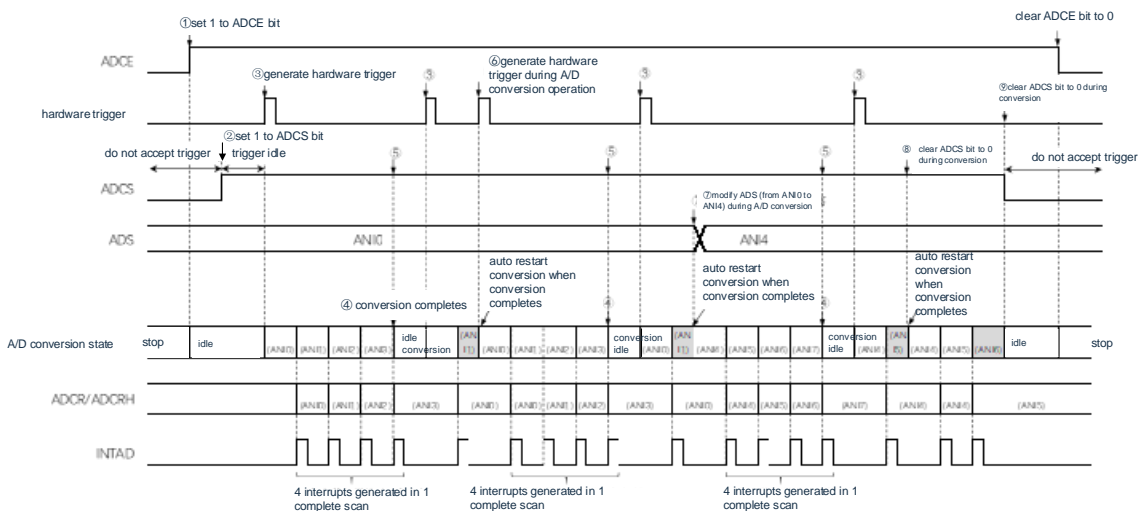 ①set 1 to ADCE bit
clear ADCE bit to 0
ADCE
③generate hardware trigger
③
⑥generate hardware
trigger during A/D
conversion operation
③
③
⑨clear ADCS bit to 0 during
conversion
hardware trigger
②set 1 to ADCS bit
do not accept trigger
trigger idle
⑤
⑤
⑤
⑧ clear ADCS bit to 0
during conversion
do not accept trigger
ADCS
⑦modify ADS (from ANI0 to
ANI4) during A/D conversion
ADS
ANI0
ANI4
auto restart
conversion when
conversion
completes
auto restart
conversion when
conversion completes
auto restart
conversion
when
conversion
completes
④ conversion completes
④
A/D conversion state
stop
idle
(ANI0)
(ANI1)
(ANI2)
(ANI3)
idle
conversion
(ANI0)
(ANI1)
(ANI2)
(ANI3)
conversion
idle
(ANI0)
(ANI5)
(ANI6)
(ANI7)
conversion
idle
(ANI5)
(ANI6)
idle
stop
ADCR/ADCRH
(ANI0)
(ANI1)
(ANI2)
(ANI3)
(ANI0)
(ANI0)
(ANI1)
(ANI2)
(ANI3)
(ANI0)
(ANI4)
(ANI5)
(ANI6)
(ANI7)
(ANI4)
(ANI4)
(ANI5)
INTAD
4 interrupts generated in 1
complete scan
4 interrupts generated in 1
complete scan
4 interrupts generated in 1
complete scan